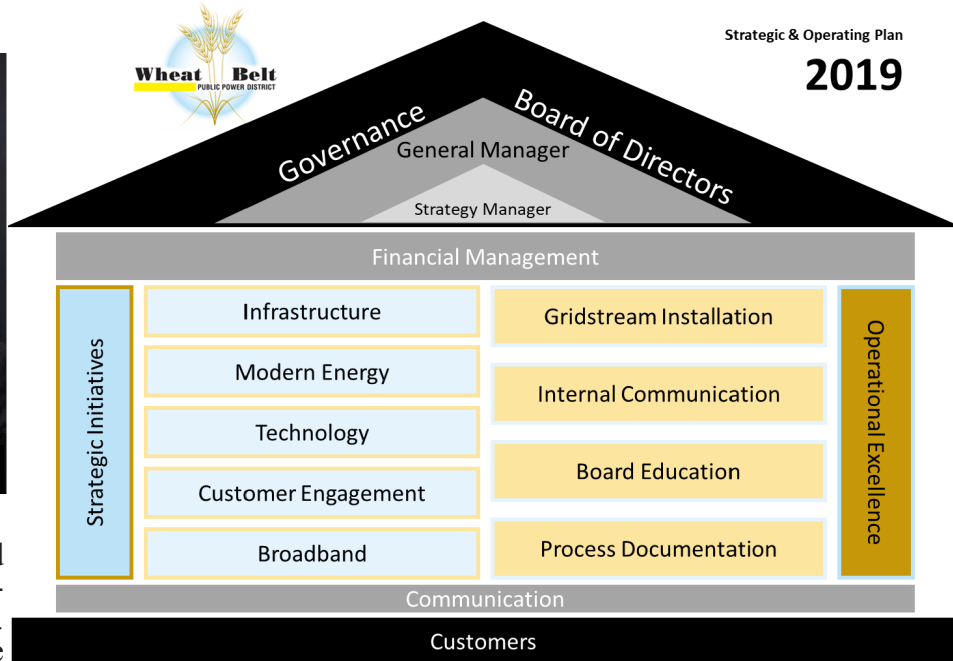 Wheat Belt
PUBLIC POWER DISTRICT
Strategic & Operating Plan
2019
Governance
Board of Directors
General Manager
Strategy Manager
Financial Management
Strategic Initiatives
Infrastructure
Modern Energy
Technology
Customer Engagement
Broadband
Gridstream Installation
Internal Communication
Board Education
Process Documentation
Operational Excellence
Communication
Customers